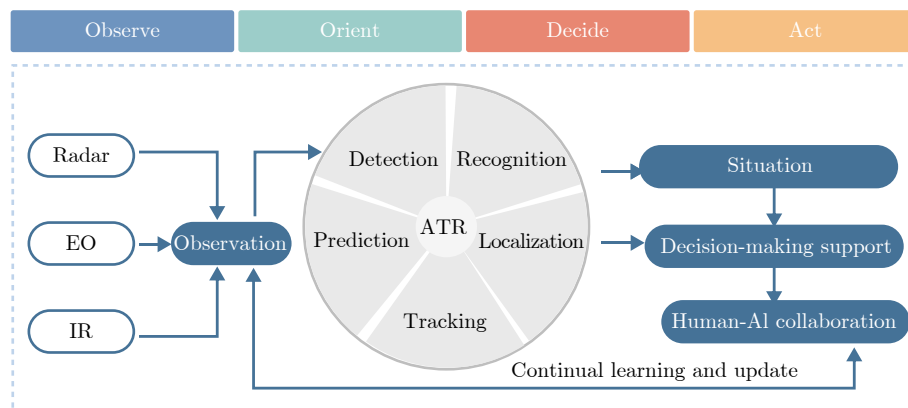 Observe
Orient
Decide
Act
Radar
EO
IR
Observation
Detection
Recognition
Prediction
ATR
Localization
Tracking
Situation
Decision-making support
Human-Al collaboration
Continual learning and update